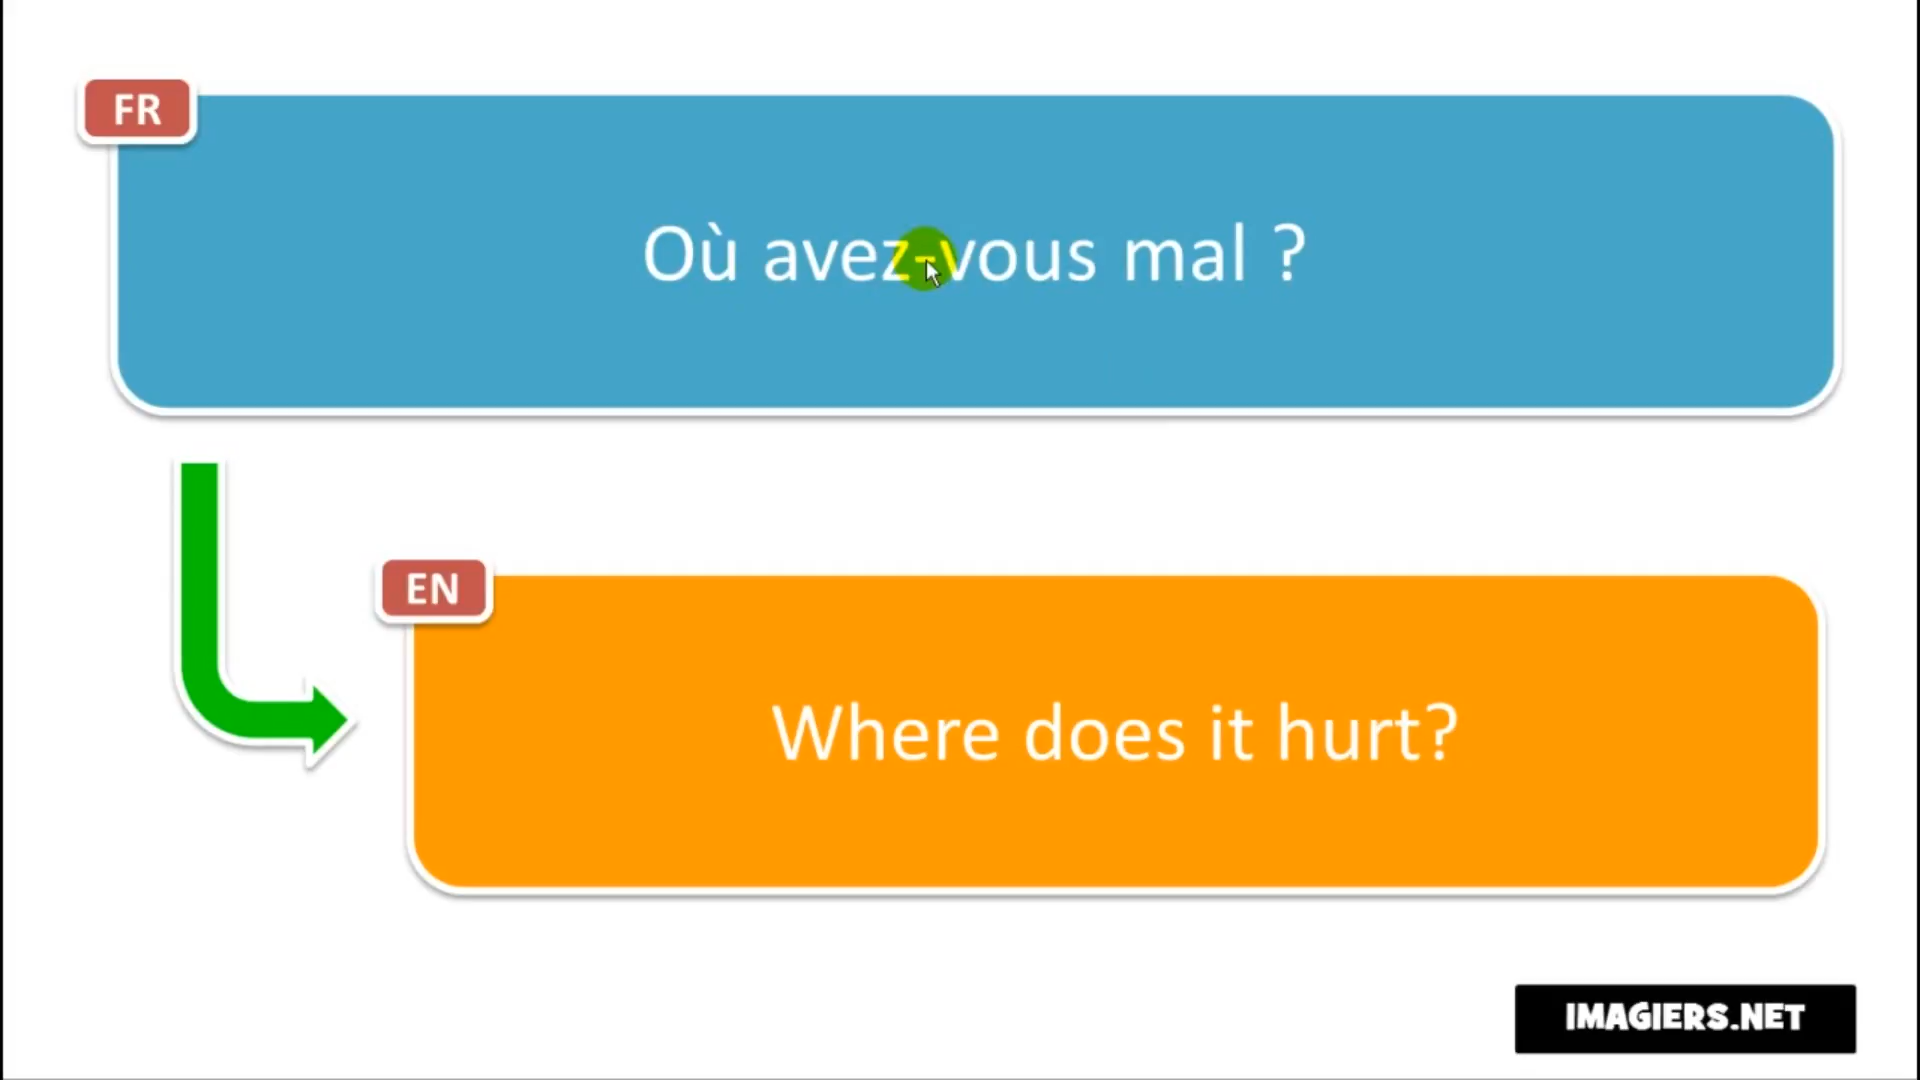 FR
Où avez-vous mal ?
EN
Where does it hurt?
IMAGIERS.NET